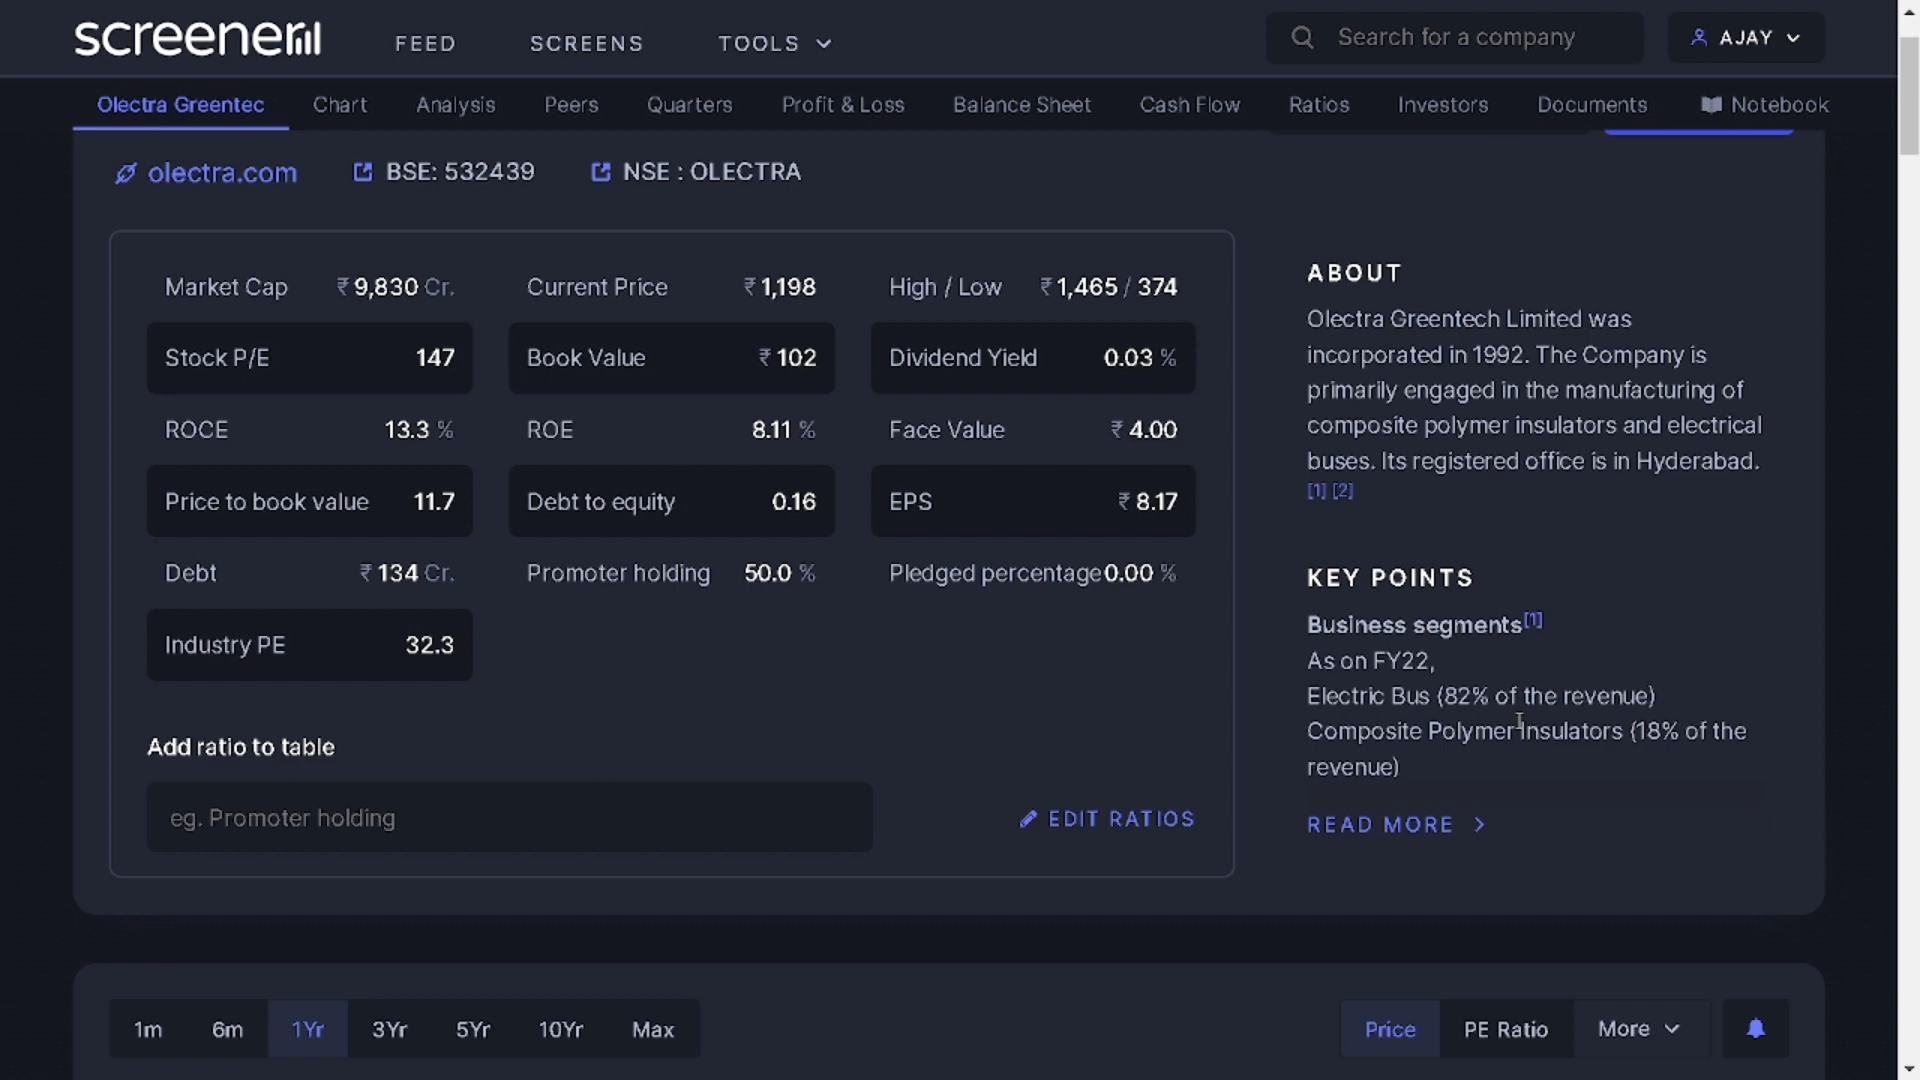 screener
FEED
SCREENS
TOOLS
Search for a company
AJAY
Olectra Greentec
Chart
Analysis
Peers
Quarters
Profit & Loss
Balance Sheet
Cash Flow
Ratios
Investors
Documents
Notebook
olectra.com
BSE: 532439
NSE : OLECTRA
Market Cap ₹ 9,830 Cr.
Current Price ₹ 1,198
High / Low ₹ 1,465 / 374
Stock P/E 147
Book Value ₹ 102
Dividend Yield 0.03 %
ROCE 13.3 %
ROE 8.11 %
Face Value ₹ 4.00
Price to book value 11.7
Debt to equity 0.16
EPS ₹ 8.17
Debt ₹ 134 Cr.
Promoter holding 50.0 %
Pledged percentage 0.00 %
Industry PE 32.3
Add ratio to table
eg. Promoter holding
EDIT RATIOS
ABOUT
Olectra Greentech Limited was
incorporated in 1992. The Company is
primarily engaged in the manufacturing of
composite polymer insulators and electrical
buses. Its registered office is in Hyderabad.
[1] [2]
KEY POINTS
Business segments[1]
As on FY22,
Electric Bus (82% of the revenue)
Composite Polymer Insulators (18% of the
revenue)
READ MORE
1m
6m
1Yr
3Yr
5Yr
10Yr
Max
Price
PE Ratio
More